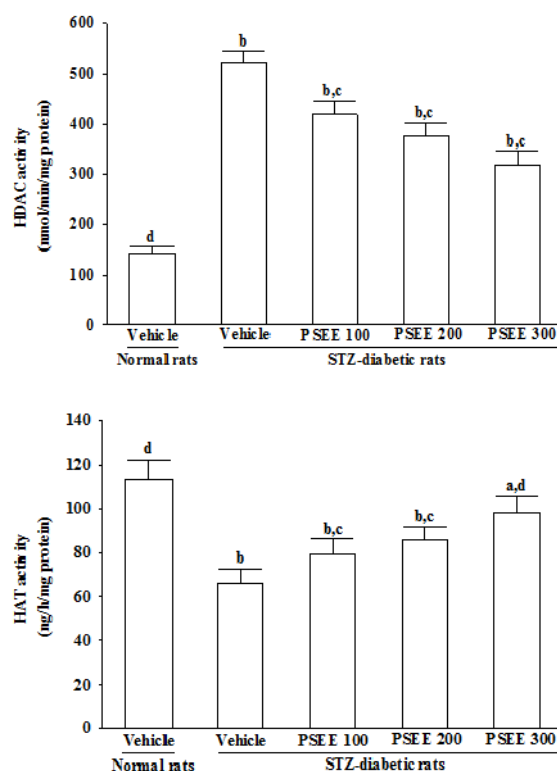 600
b
500
b,c
b,c
400
b,c
300
200
d
100
0
HDAC activity
(nmol/min/mg protein)
Vehicle Vehicle PSEE 100 PSEE 200 PSEE 300
Normal rats STZ-diabetic rats
140
d
120
a,d
100
b,c
b,c
80
b
60
40
20
0
HAT activity
(ng/h/mg protein)
Vehicle Vehicle PSEE 100 PSEE 200 PSEE 300
Normal rats STZ-diabetic rats